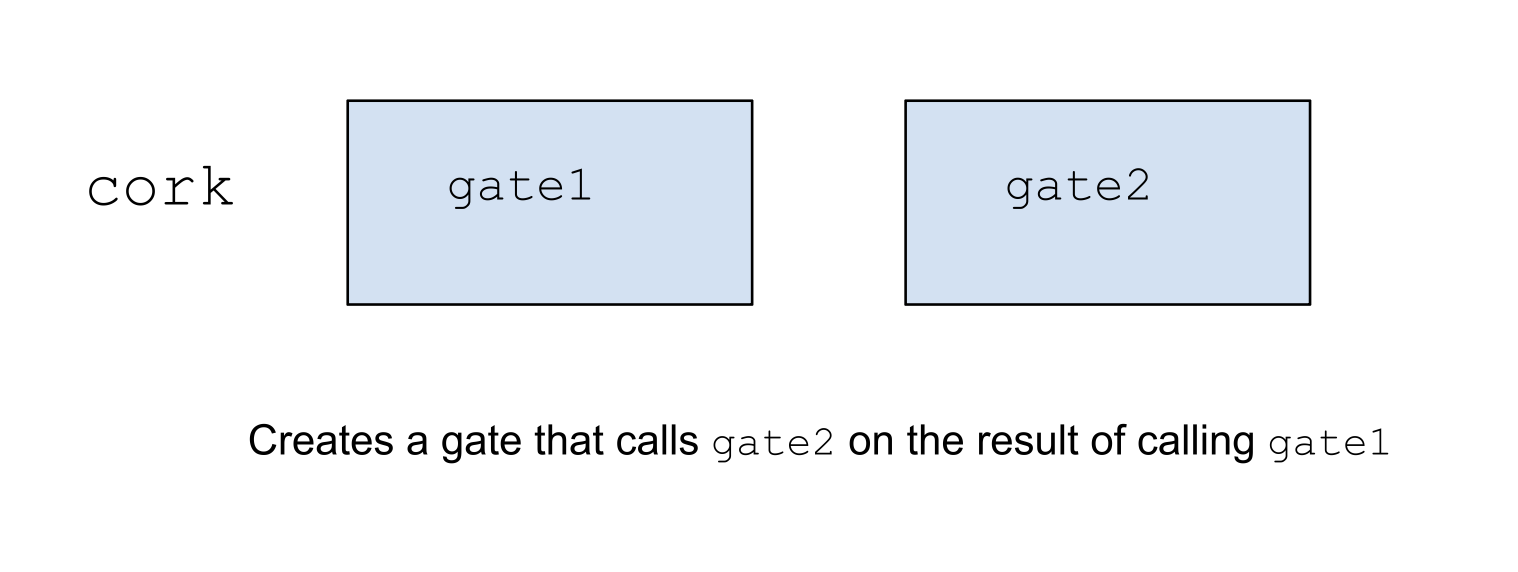 cork gate1 gate2
Creates a gate that calls gate2 on the result of calling gate1